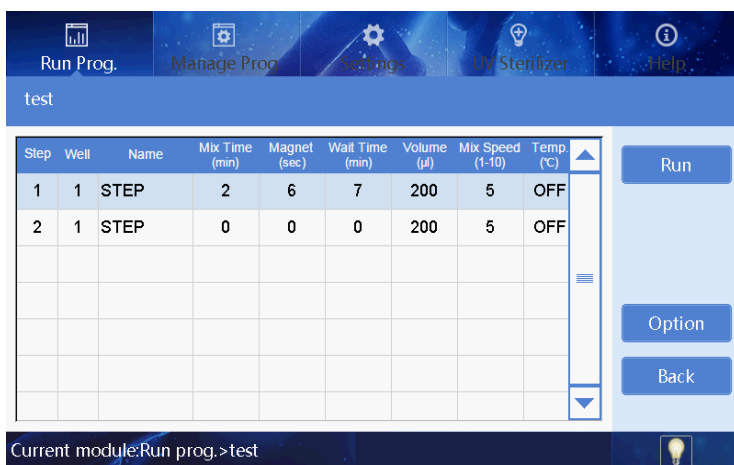 Run Prog. Manage Prog. Settings UV Sterilizer Help
test
Step Well Name Mix Time (min) Magnet (sec) Wait Time (min) Volume (μl) Mix Speed (1-10) Temp. (℃)
1 1 STEP 2 6 7 200 5 OFF
2 1 STEP 0 0 0 200 5 OFF
Run
Option
Back
Current module:Run prog.>test